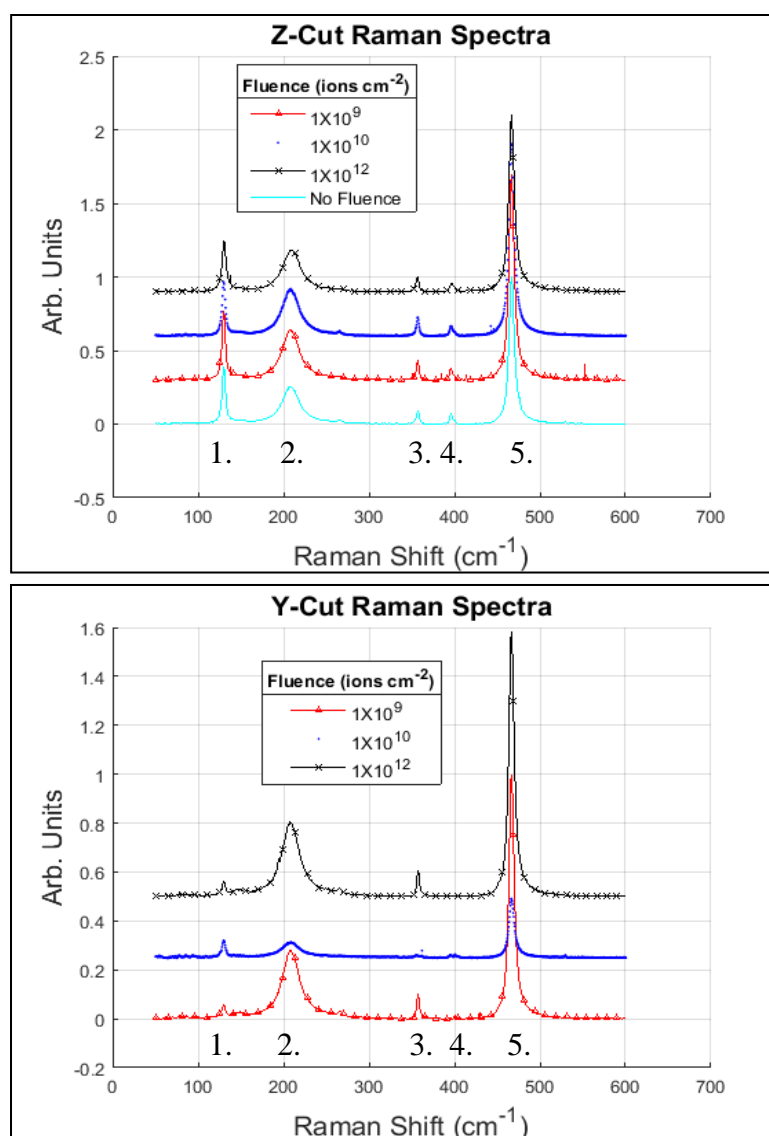 Z-Cut Raman Spectra
2.5
Fluence (ions cm-2)
1X10^9
2
1X10^10
1X10^12
1.5
No Fluence
Arb. Units
1
0.5
0
1. 2. 3. 4. 5.
-0.5
0 100 200 300 400 500 600 700
Raman Shift (cm-1)
Y-Cut Raman Spectra
1.6
1.4
Fluence (ions cm-2)
1X10^9
1.2
1X10^10
1X10^12
1
Arb. Units
0.8
0.6
0.4
0.2
0
1. 2. 3. 4. 5.
-0.2
0 100 200 300 400 500 600 700
Raman Shift (cm-1)